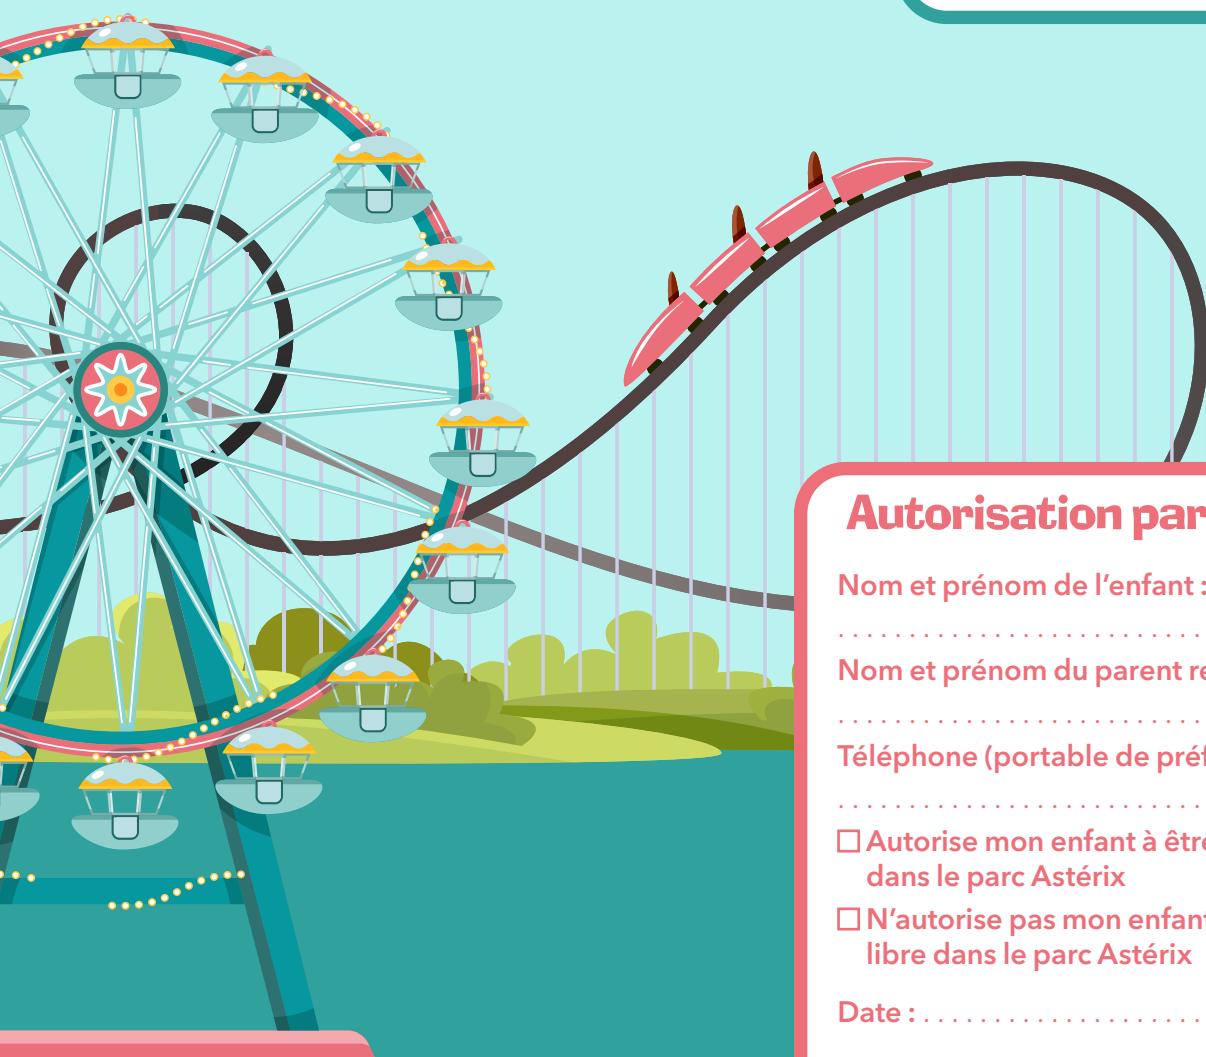 Autorisation par
Nom et prénom de l'enfant :
. . . . . . . . . . . . . . . . . . . . . . . . . .
Nom et prénom du parent re
. . . . . . . . . . . . . . . . . . . . . . . . . .
Téléphone (portable de préf
. . . . . . . . . . . . . . . . . . . . . . . . . .
☐ Autorise mon enfant à être
dans le parc Astérix
☐ N'autorise pas mon enfant
libre dans le parc Astérix
Date : . . . . . . . . . . . . . . . . . . . .